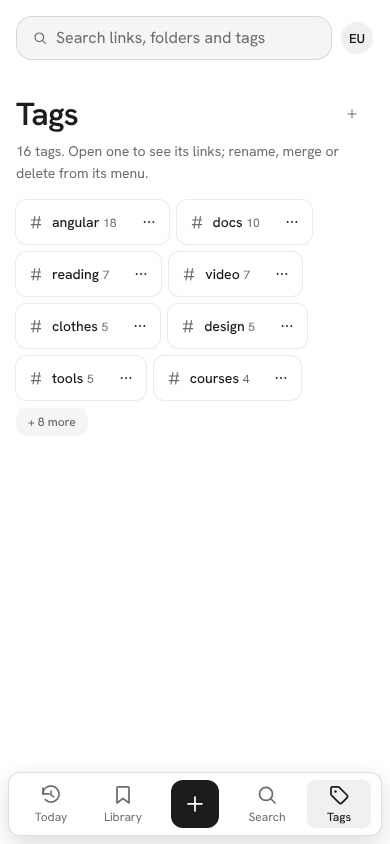 Search links, folders and tags
EU
Tags
+
16 tags. Open one to see its links; rename, merge or
delete from its menu.
# angular 18 ··· # docs 10 ···
# reading 7 ··· # video 7 ···
# clothes 5 ··· # design 5 ···
# tools 5 ··· # courses 4 ···
+ 8 more
Today Library + Search Tags